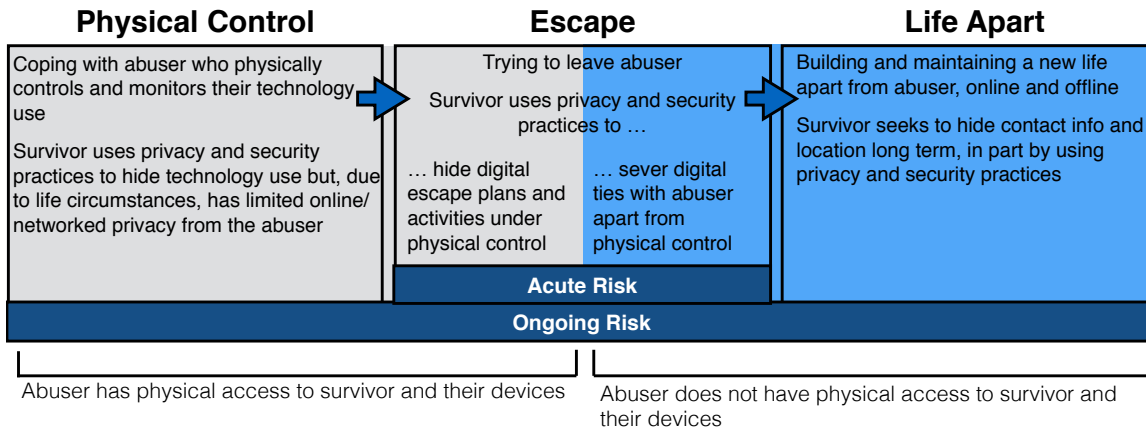 Physical Control
Coping with abuser who physically
controls and monitors their technology
use
Survivor uses privacy and security
practices to hide technology use but, due
to life circumstances, has limited online/
networked privacy from the abuser
Escape
Trying to leave abuser
Survivor uses privacy and security
practices to …
… hide digital
escape plans and
activities under
physical control
… sever digital
ties with abuser
apart from
physical control
Life Apart
Building and maintaining a new life
apart from abuser, online and offline
Survivor seeks to hide contact info and
location long term, in part by using
privacy and security practices
Acute Risk
Ongoing Risk
Abuser has physical access to survivor and their devices
Abuser does not have physical access to survivor and
their devices